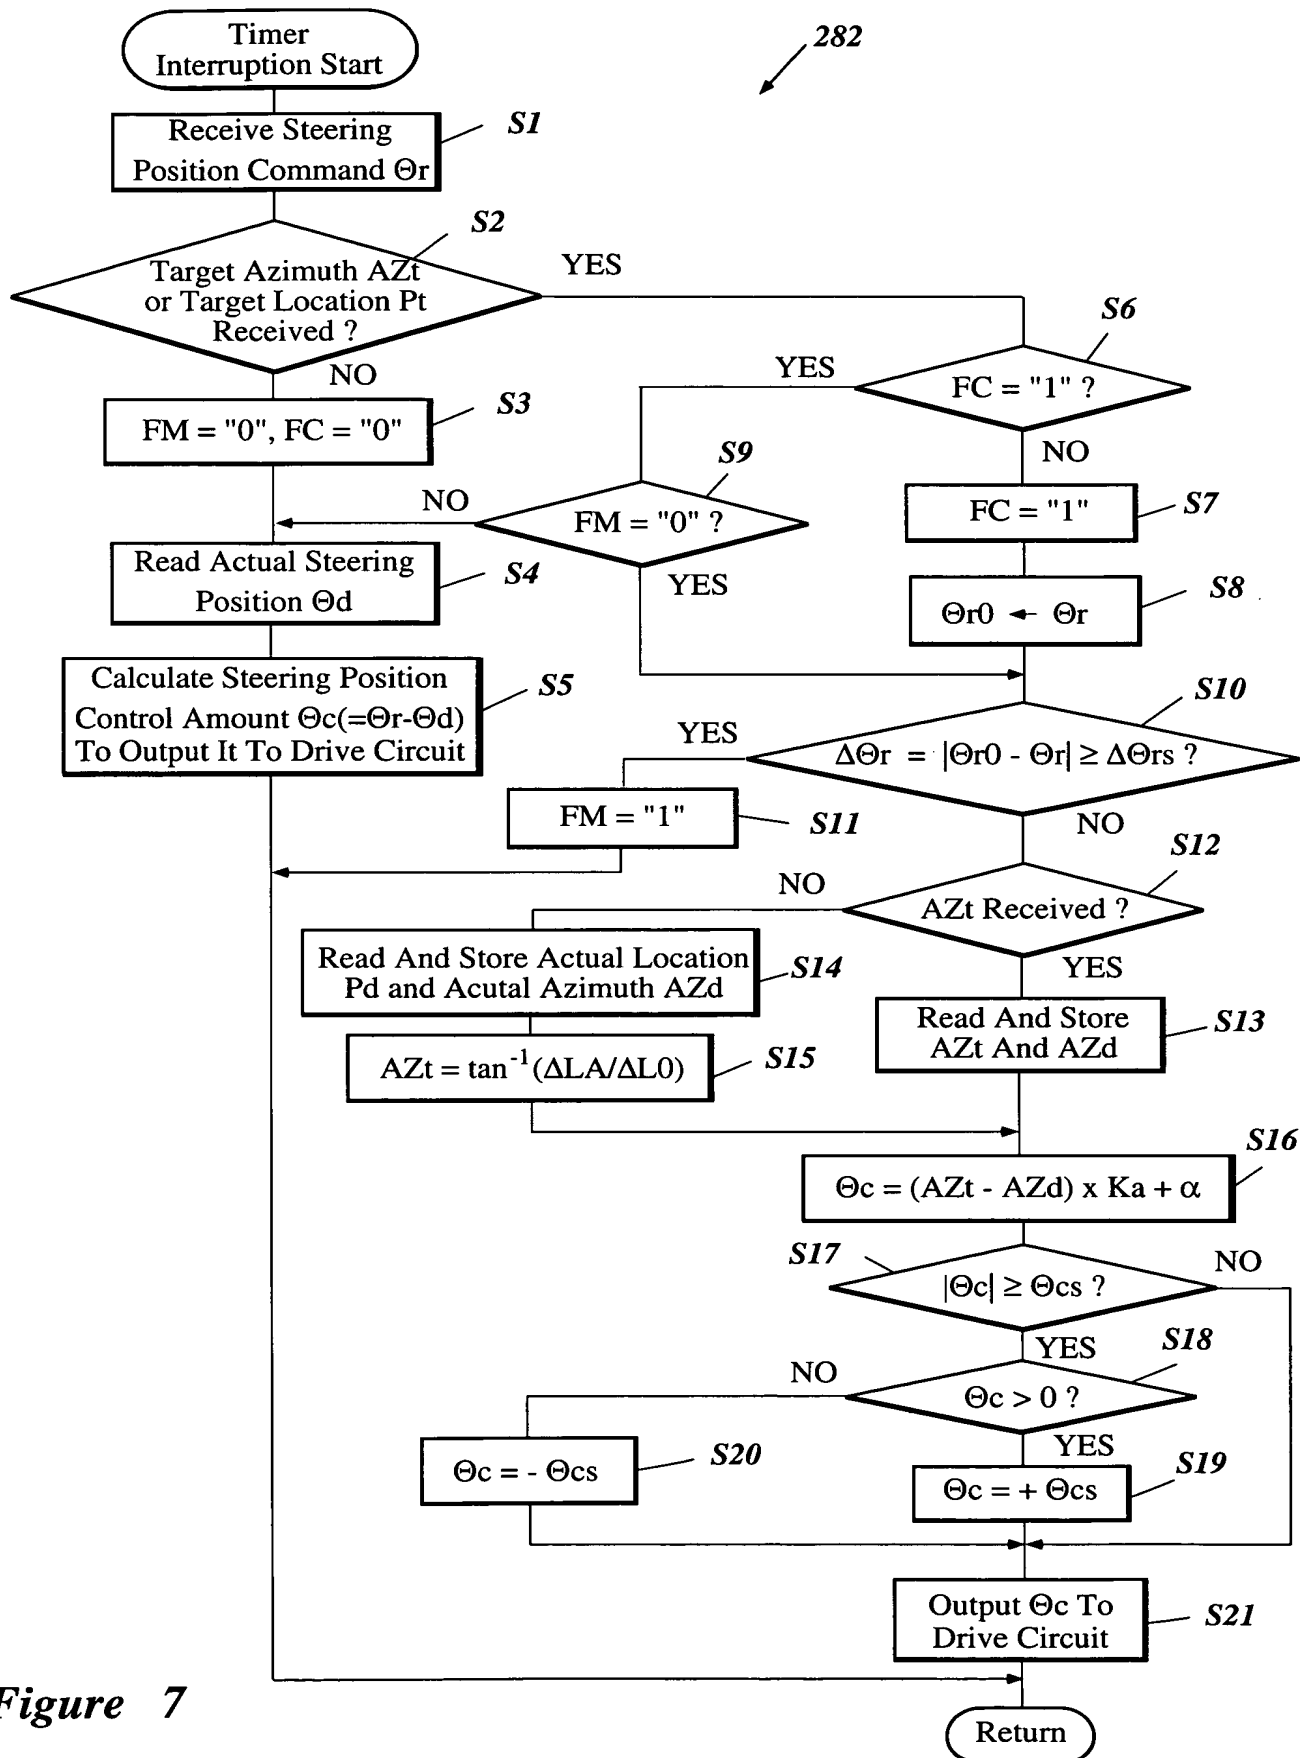 Timer
Interruption Start
282
Receive Steering
Position Command Θr
S1
S2
Target Azimuth AZt
or Target Location Pt
Received ?
YES
NO
S6
FC = "1" ?
YES
NO
FM = "0", FC = "0"
S3
S9
FM = "0" ?
NO
YES
FC = "1"
S7
Read Actual Steering
Position Θd
S4
Θr0 ← Θr
S8
Calculate Steering Position
Control Amount Θc(=Θr-Θd)
To Output It To Drive Circuit
S5
S10
ΔΘr = |Θr0 - Θr| ≥ ΔΘrs ?
YES
NO
FM = "1"
S11
S12
AZt Received ?
NO
YES
Read And Store Actual Location
Pd and Acutal Azimuth AZd
S14
Read And Store
AZt And AZd
S13
AZt = tan⁻¹(ΔLA/ΔL0)
S15
S16
Θc = (AZt - AZd) x Ka + α
S17
|Θc| ≥ Θcs ?
NO
YES
S18
Θc > 0 ?
NO
YES
Θc = - Θcs
S20
Θc = + Θcs
S19
Output Θc To
Drive Circuit
S21
Return
Figure 7